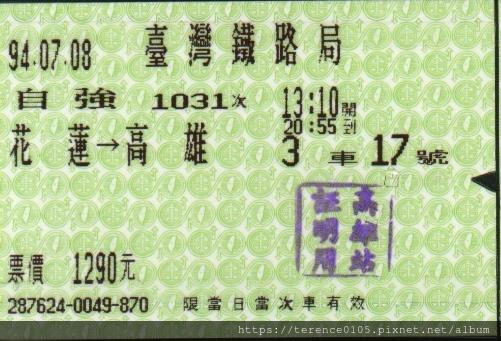 臺灣鐵路局
94.07.08
自強 1031次 13:10開
20:55到
花蓮→高雄 3車17號
高雄站
証明用
票價 1290元
287624-0049-870 限當日當次車有效
https://terence0105.pixnet.net/album